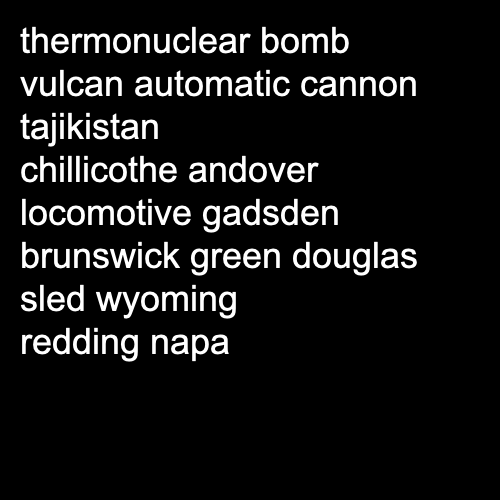 thermonuclear bomb
vulcan automatic cannon
tajikistan
chillicothe andover
locomotive gadsden
brunswick green douglas
sled wyoming
redding napa